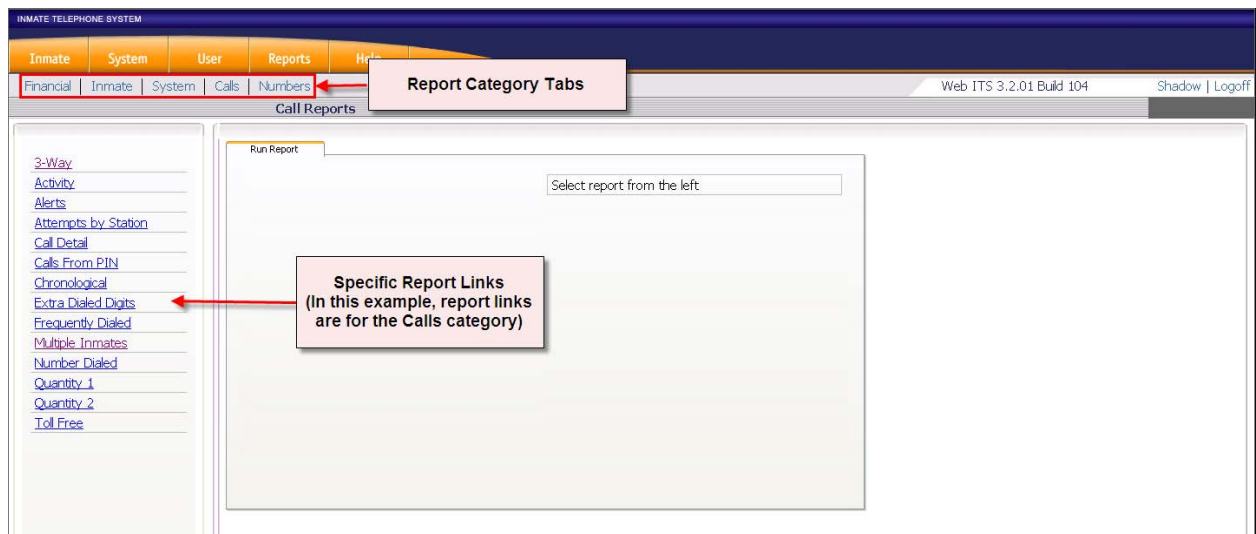 INMATE TELEPHONE SYSTEM
Inmate System User Reports Help
Financial | Inmate | System | Calls | Numbers
Report Category Tabs
Web ITS 3.2.01 Build 104
Shadow | Logoff
Call Reports
3-Way
Activity
Alerts
Attempts by Station
Call Detail
Calls From PIN
Chronological
Extra Dialed Digits
Frequently Dialed
Multiple Inmates
Number Dialed
Quantity 1
Quantity 2
Toll Free
Run Report
Select report from the left
Specific Report Links
(In this example, report links
are for the Calls category)